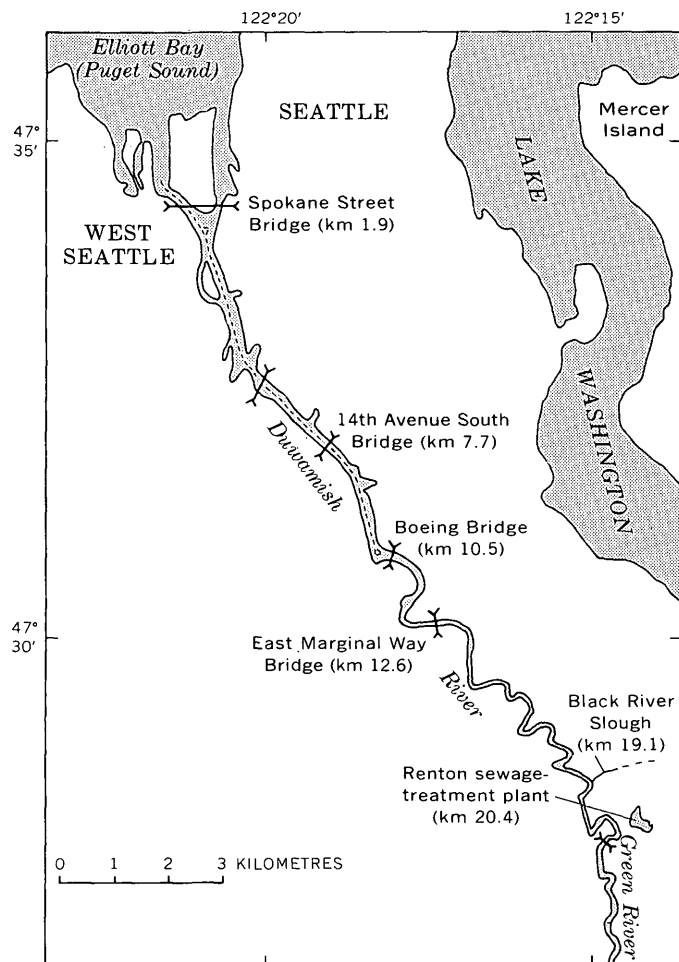 122°20′
122°15′
Elliott Bay
(Puget Sound)
SEATTLE
Mercer
Island
47°
35′
LAKE
WASHINGTON
Spokane Street
Bridge (km 1.9)
WEST
SEATTLE
14th Avenue South
Bridge (km 7.7)
Duwamish
River
Boeing Bridge
(km 10.5)
47°
30′
East Marginal Way
Bridge (km 12.6)
Black River
Slough
(km 19.1)
Renton sewage-
treatment plant
(km 20.4)
Green River
0 1 2 3 KILOMETRES